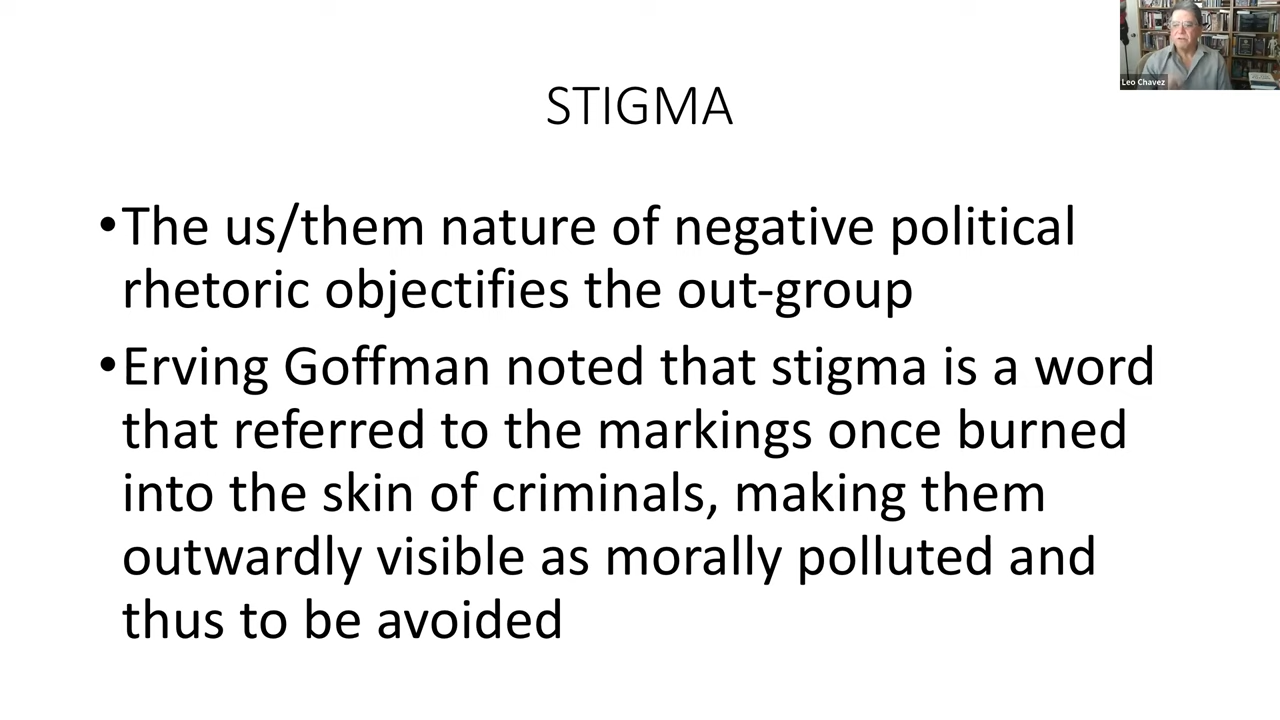 Leo Chavez
STIGMA
•The us/them nature of negative political
rhetoric objectifies the out-group
•Erving Goffman noted that stigma is a word
that referred to the markings once burned
into the skin of criminals, making them
outwardly visible as morally polluted and
thus to be avoided